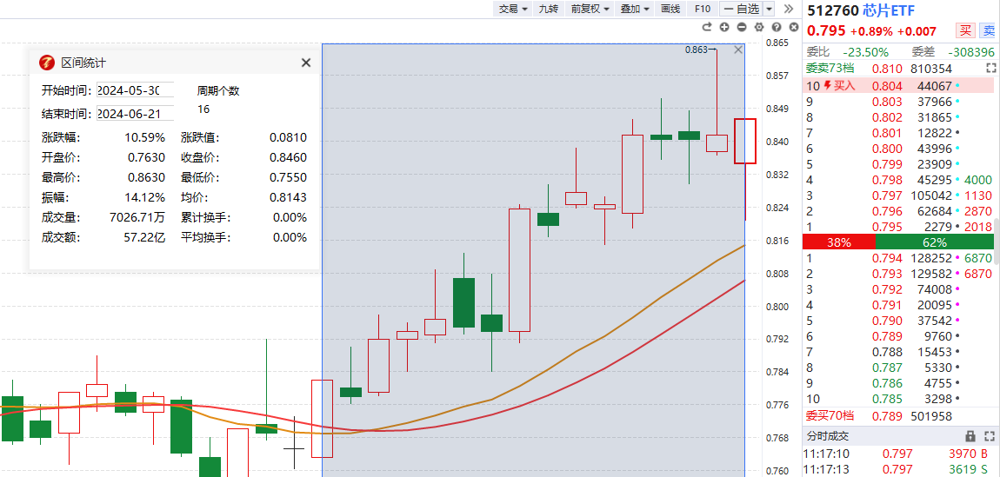 交易 九转 前复权 叠加 画线 F10 一自选
512760 芯片ETF
0.795 +0.89% +0.007 买 卖
委比 -23.50% 委差 -308396
委卖73档 0.810 810354
10 买入 0.804 44067
9 0.803 37966
8 0.802 31865
7 0.801 12822
6 0.800 43996
5 0.799 23909
4 0.798 45295 4000
3 0.797 105042 1130
2 0.796 62684 2870
1 0.795 2279 2018
38% 62%
1 0.794 128252 6870
2 0.793 129582 6870
3 0.792 74008
4 0.791 20095
5 0.790 37542
6 0.789 9760
7 0.788 15453
8 0.787 5330
9 0.786 4755
10 0.785 3298
委买70档 0.789 501958
分时成交
11:17:10 0.797 3970 B
11:17:13 0.797 3619 S
区间统计
开始时间: 2024-05-30 周期个数
结束时间: 2024-06-21 16
涨跌幅: 10.59% 涨跌值: 0.0810
开盘价: 0.7630 收盘价: 0.8460
最高价: 0.8630 最低价: 0.7550
振幅: 14.12% 均价: 0.8143
成交量: 7026.71万 累计换手: 0.00%
成交额: 57.22亿 平均换手: 0.00%
0.863→
0.865
0.857
0.849
0.840
0.832
0.824
0.816
0.808
0.800
0.792
0.784
0.776
0.768
0.760